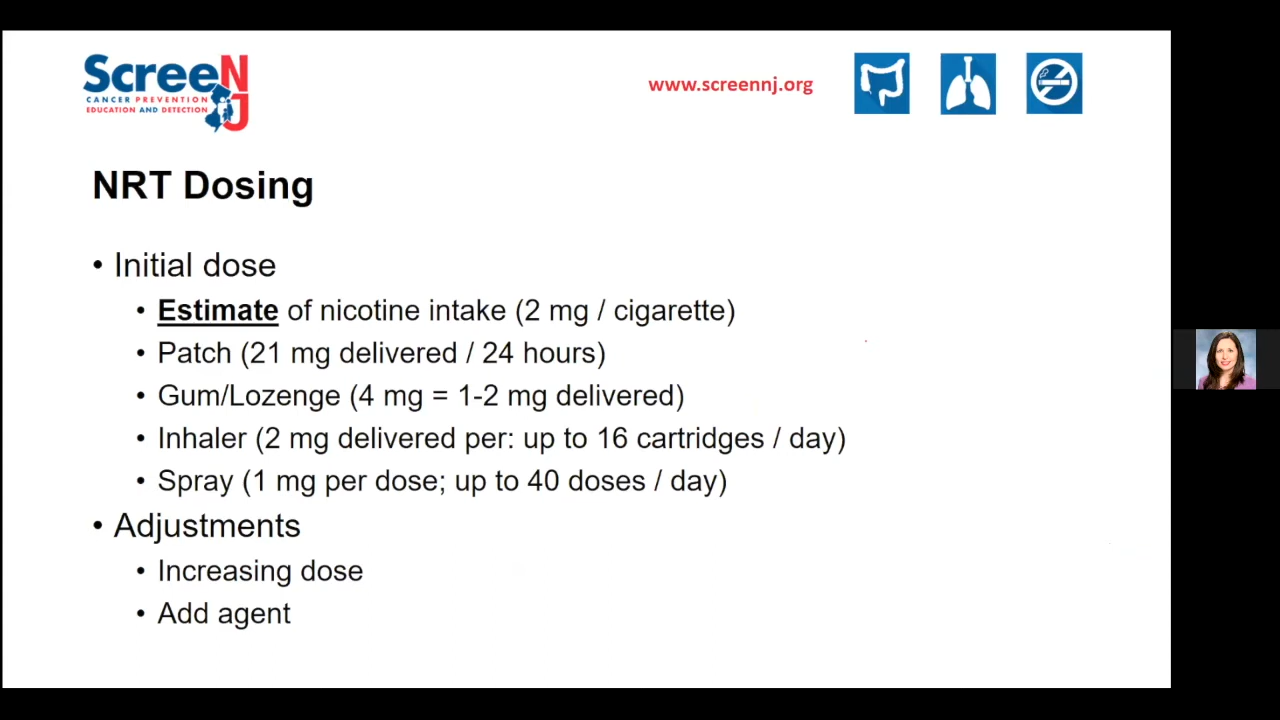 ScreeNJ
CANCER PREVENTION
EDUCATION AND DETECTION
www.screennj.org
NRT Dosing
• Initial dose
• Estimate of nicotine intake (2 mg / cigarette)
• Patch (21 mg delivered / 24 hours)
• Gum/Lozenge (4 mg = 1-2 mg delivered)
• Inhaler (2 mg delivered per: up to 16 cartridges / day)
• Spray (1 mg per dose; up to 40 doses / day)
• Adjustments
• Increasing dose
• Add agent